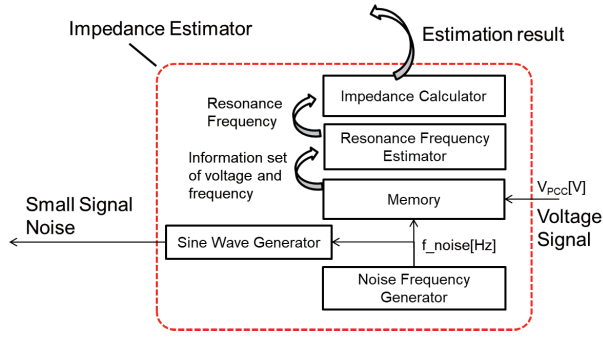 Impedance Estimator
Estimation result
Impedance Calculator
Resonance
Frequency
Resonance Frequency
Estimator
Information set
of voltage and
frequency
Memory
V_PCC[V]
Voltage
Signal
Small Signal
Noise
Sine Wave Generator
f_noise[Hz]
Noise Frequency
Generator